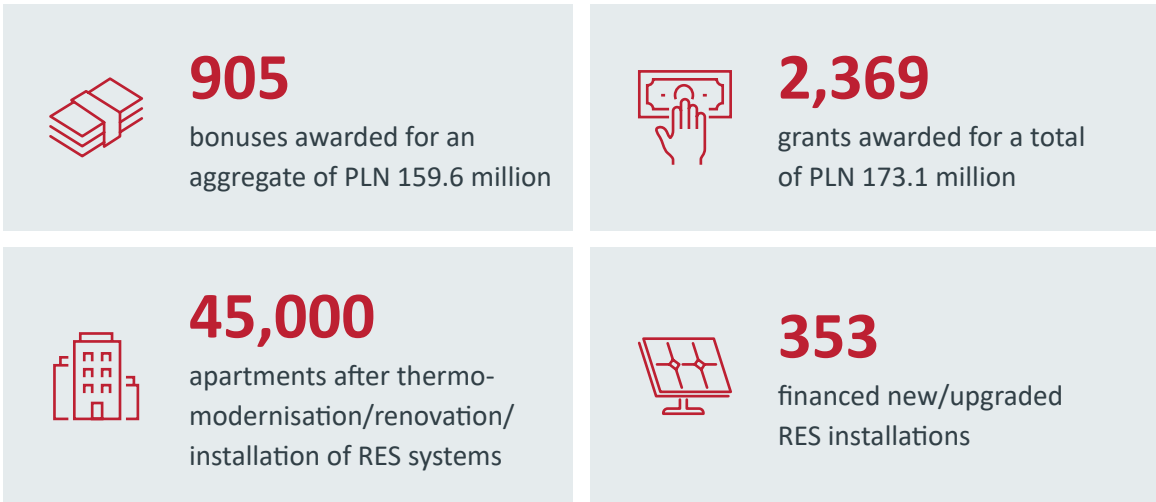 905
bonuses awarded for an
aggregate of PLN 159.6 million
2,369
grants awarded for a total
of PLN 173.1 million
45,000
apartments after thermo-
modernisation/renovation/
installation of RES systems
353
financed new/upgraded
RES installations